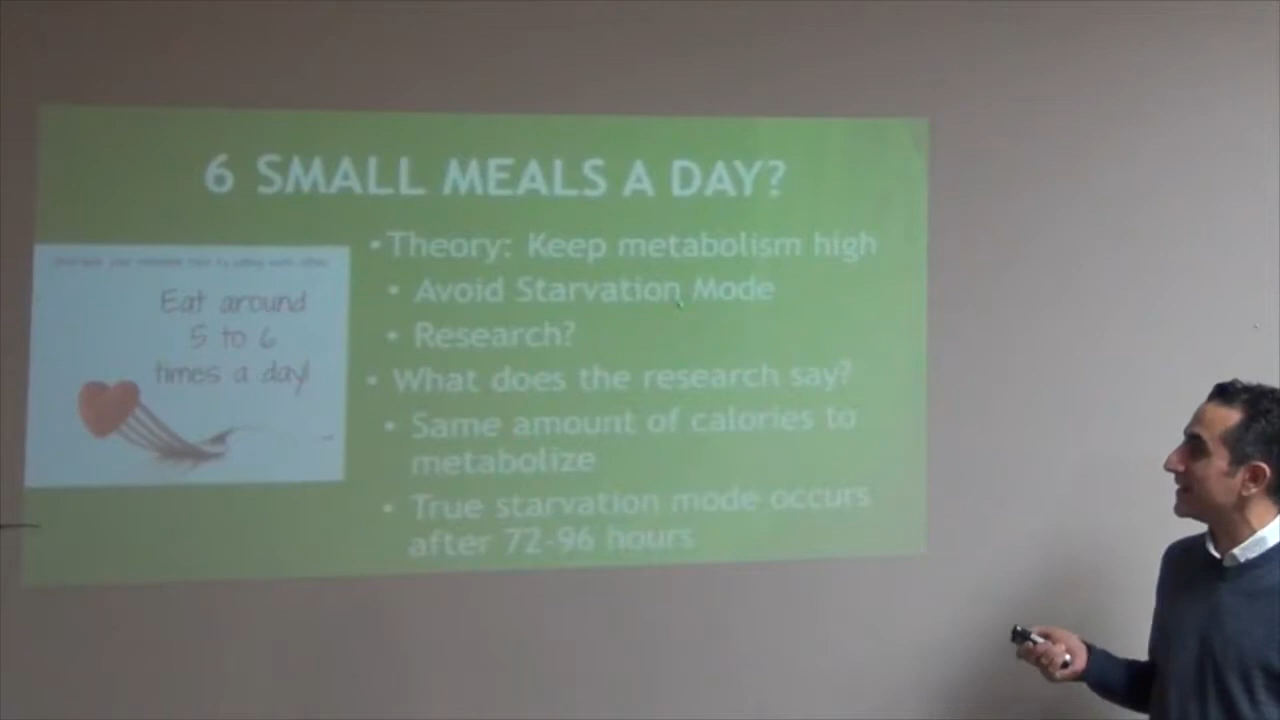 6 SMALL MEALS A DAY?
Eat around
5 to 6
times a day!
• Theory: Keep metabolism high
• Avoid Starvation Mode
• Research?
• What does the research say?
• Same amount of calories to
metabolize
• True starvation mode occurs
after 72-96 hours